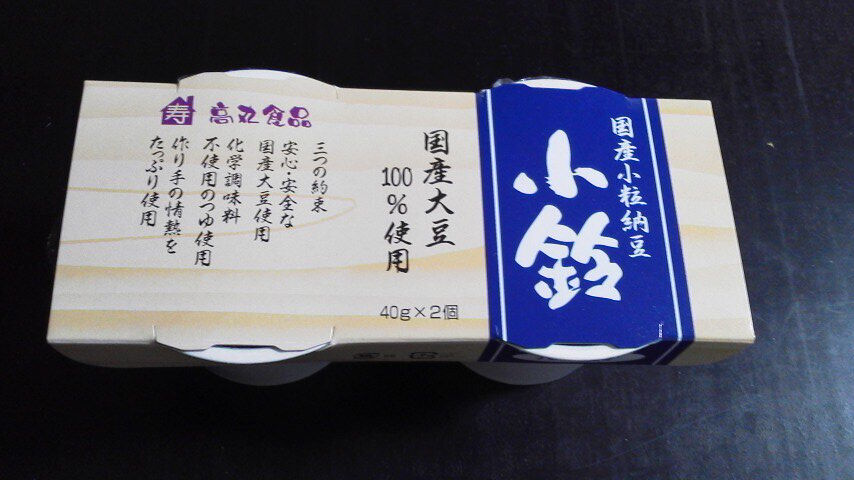 国産小粒納豆
小鈴
国産大豆
100%使用
40g×2個
寿
高丸食品
三つの約束
安心・安全な
国産大豆使用
化学調味料
不使用のつゆ使用
作り手の情熱を
たっぷり使用